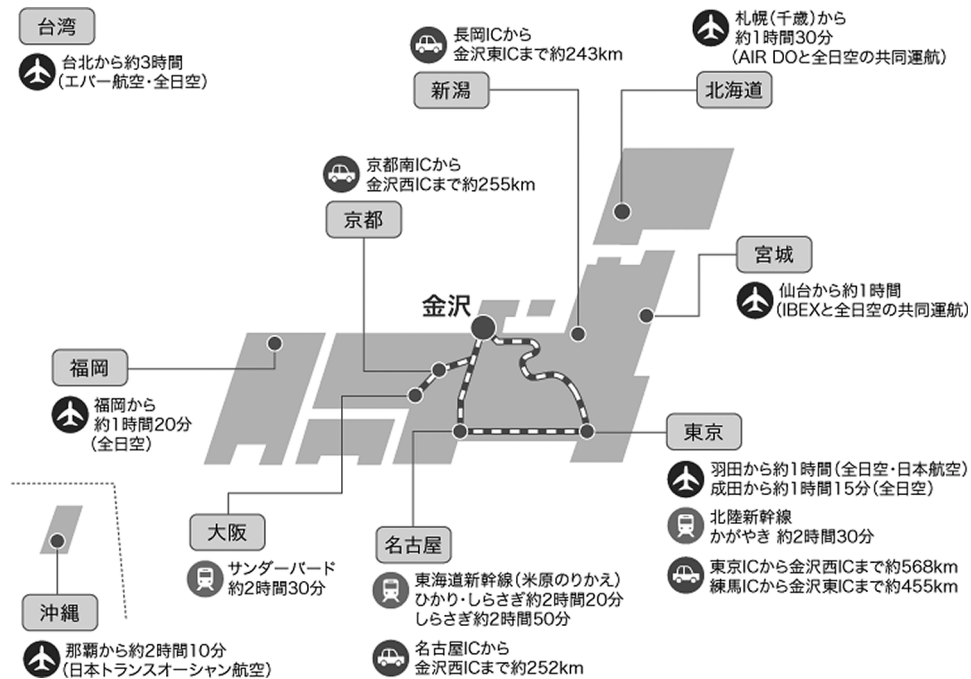 台湾
台北から約3時間
(エバー航空・全日空)
長岡ICから
金沢東ICまで約243km
新潟
札幌(千歳)から
約1時間30分
(AIR DOと全日空の共同運航)
北海道
京都南ICから
金沢西ICまで約255km
京都
宮城
仙台から約1時間
(IBEXと全日空の共同運航)
金沢
福岡
福岡から
約1時間20分
(全日空)
東京
羽田から約1時間(全日空・日本航空)
成田から約1時間15分(全日空)
北陸新幹線
かがやき 約2時間30分
東京ICから金沢西ICまで約568km
練馬ICから金沢東ICまで約455km
大阪
サンダーバード
約2時間30分
名古屋
東海道新幹線(米原のりかえ)
ひかり・しらさぎ約2時間20分
しらさぎ約2時間50分
名古屋ICから
金沢西ICまで約252km
沖縄
那覇から約2時間10分
(日本トランスオーシャン航空)